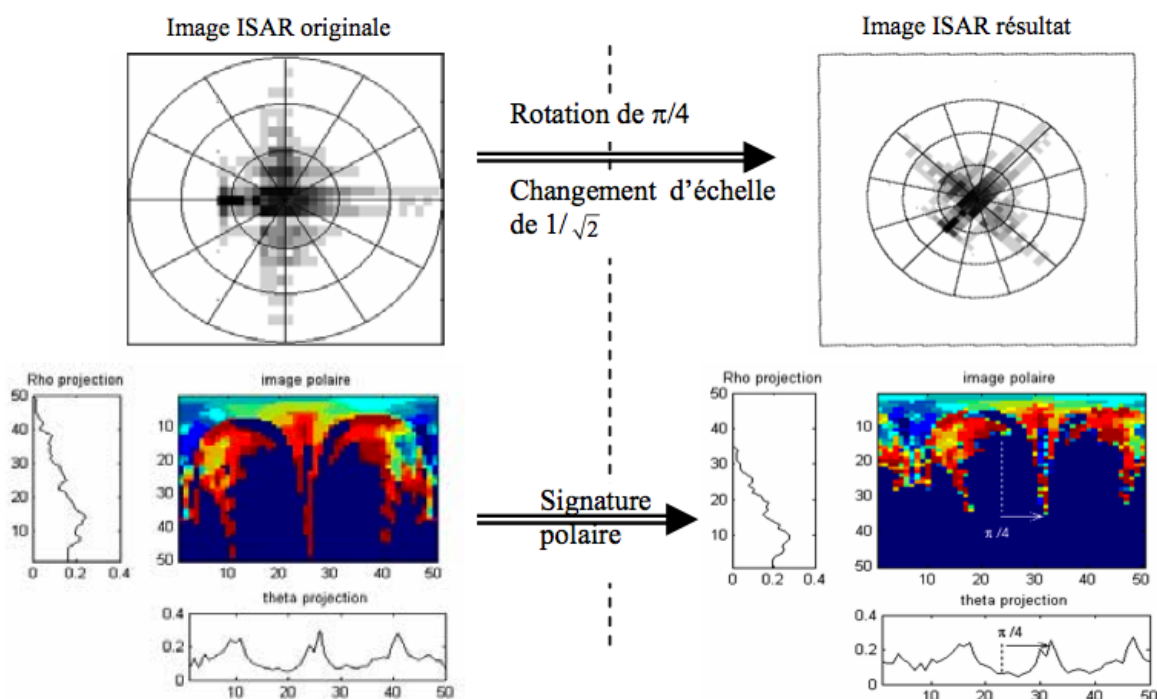 Image ISAR originale
Image ISAR résultat
Rotation de π/4
Changement d’échelle
de 1/√2
Rho projection
50
40
30
20
10
0 0.2 0.4
image polaire
10
20
30
40
50
10 20 30 40 50
theta projection
0.4
0.2
0
10 20 30 40 50
Signature
polaire
Rho projection
50
40
30
20
10
0 0.2 0.4
image polaire
10
20
30
40
50
π/4
10 20 30 40 50
theta projection
0.4
0.2
0
π/4
10 20 30 40 50